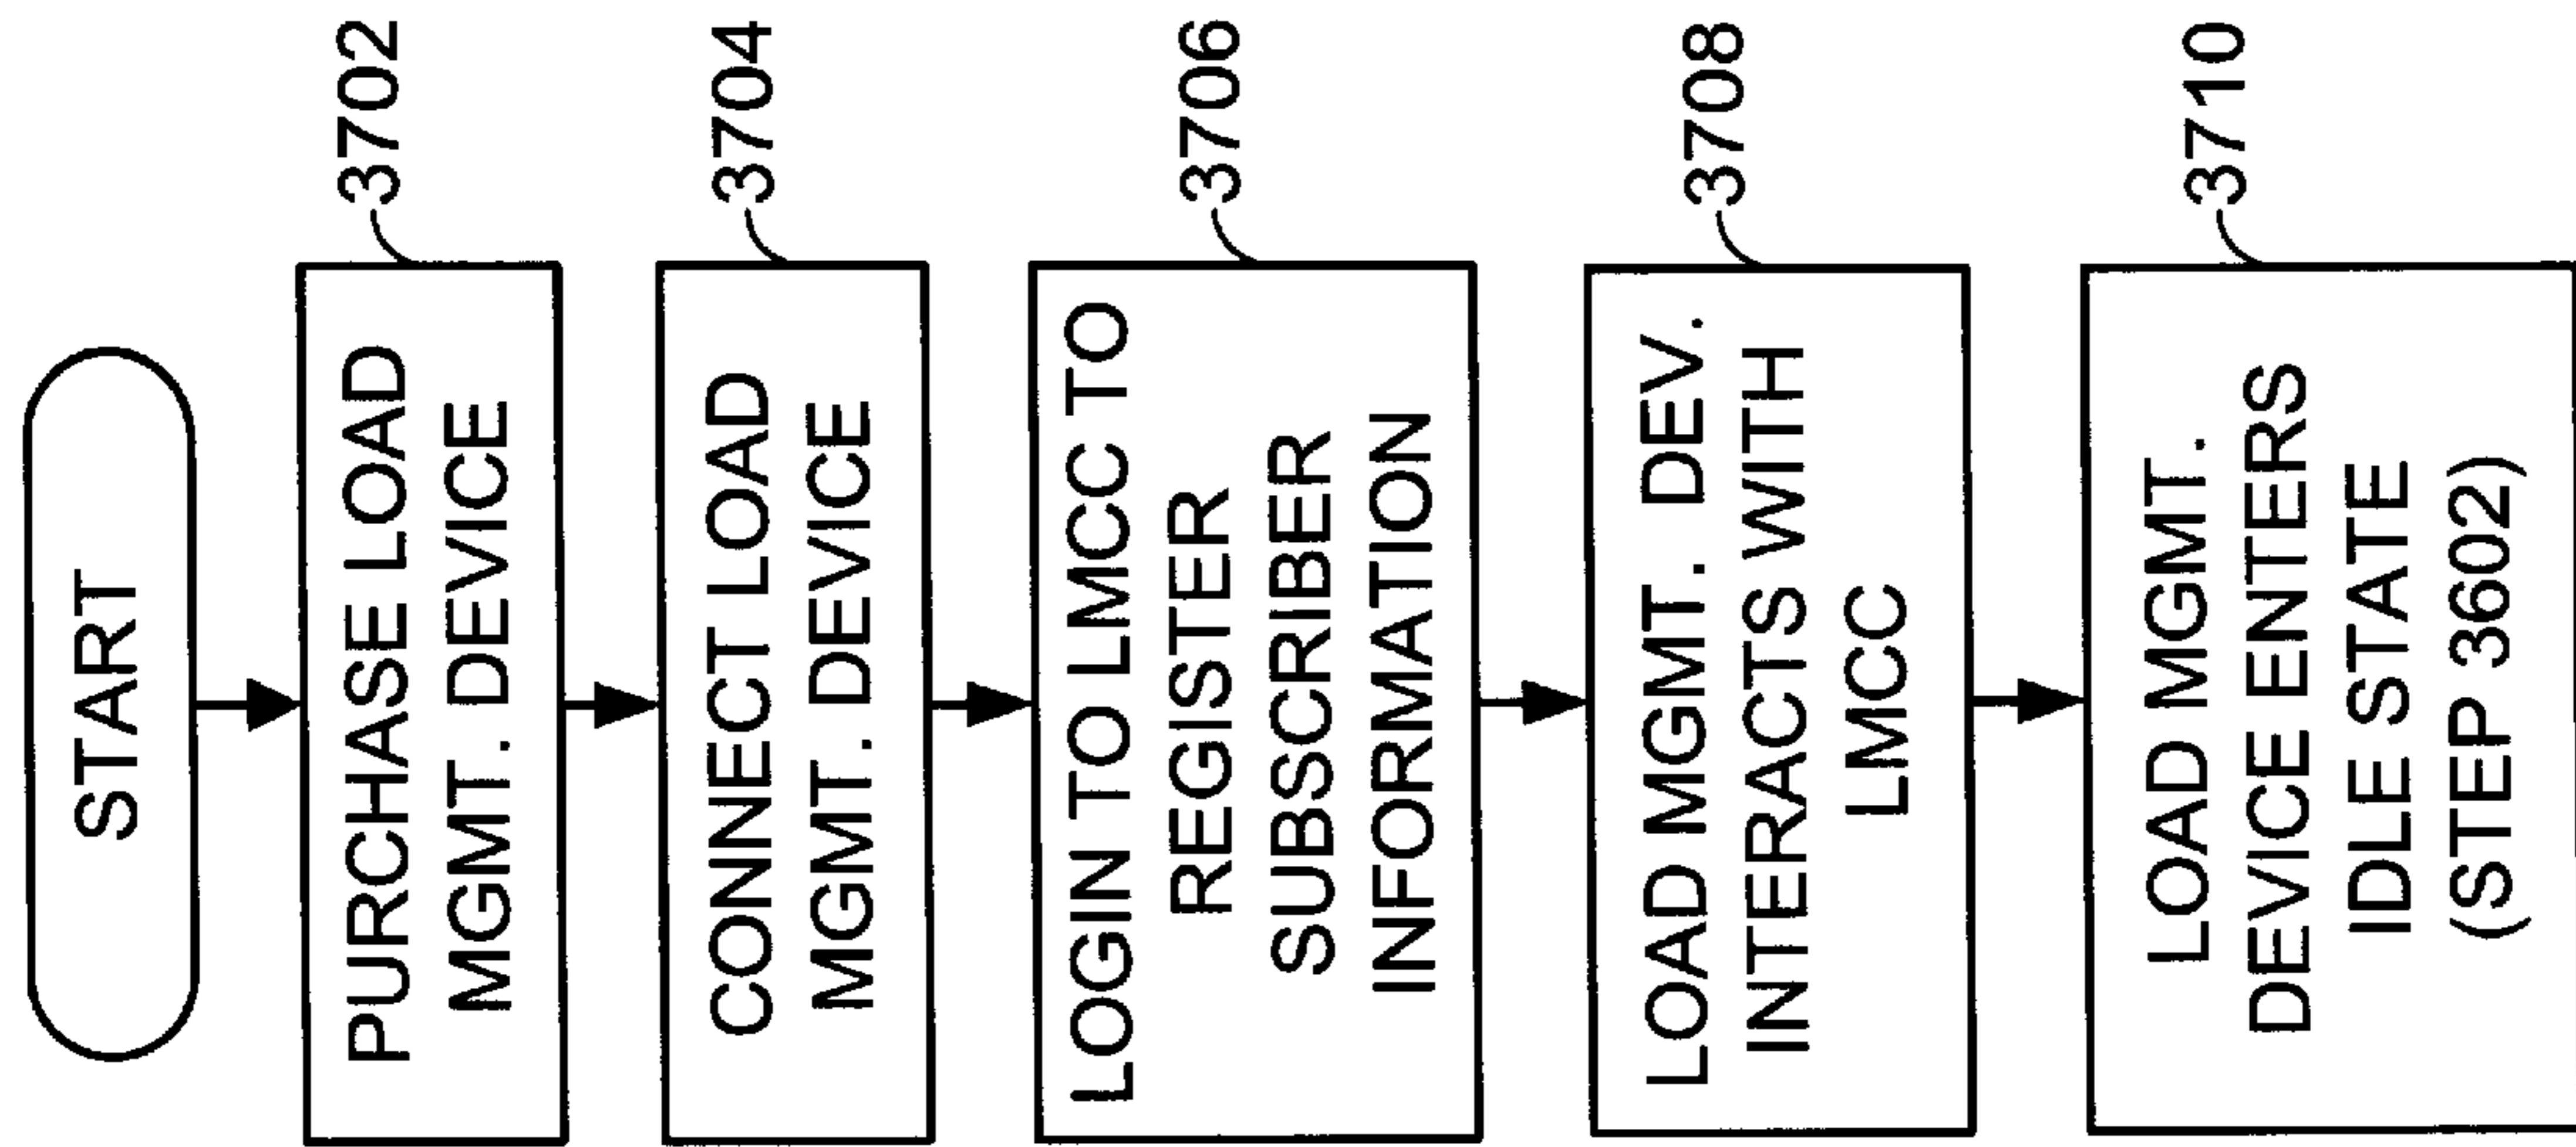 START
PURCHASE LOAD
MGMT. DEVICE
3702
CONNECT LOAD
MGMT. DEVICE
3704
LOGIN TO LMCC TO
REGISTER
SUBSCRIBER
INFORMATION
3706
LOAD MGMT. DEV.
INTERACTS WITH
LMCC
3708
LOAD MGMT.
DEVICE ENTERS
IDLE STATE
(STEP 3602)
3710